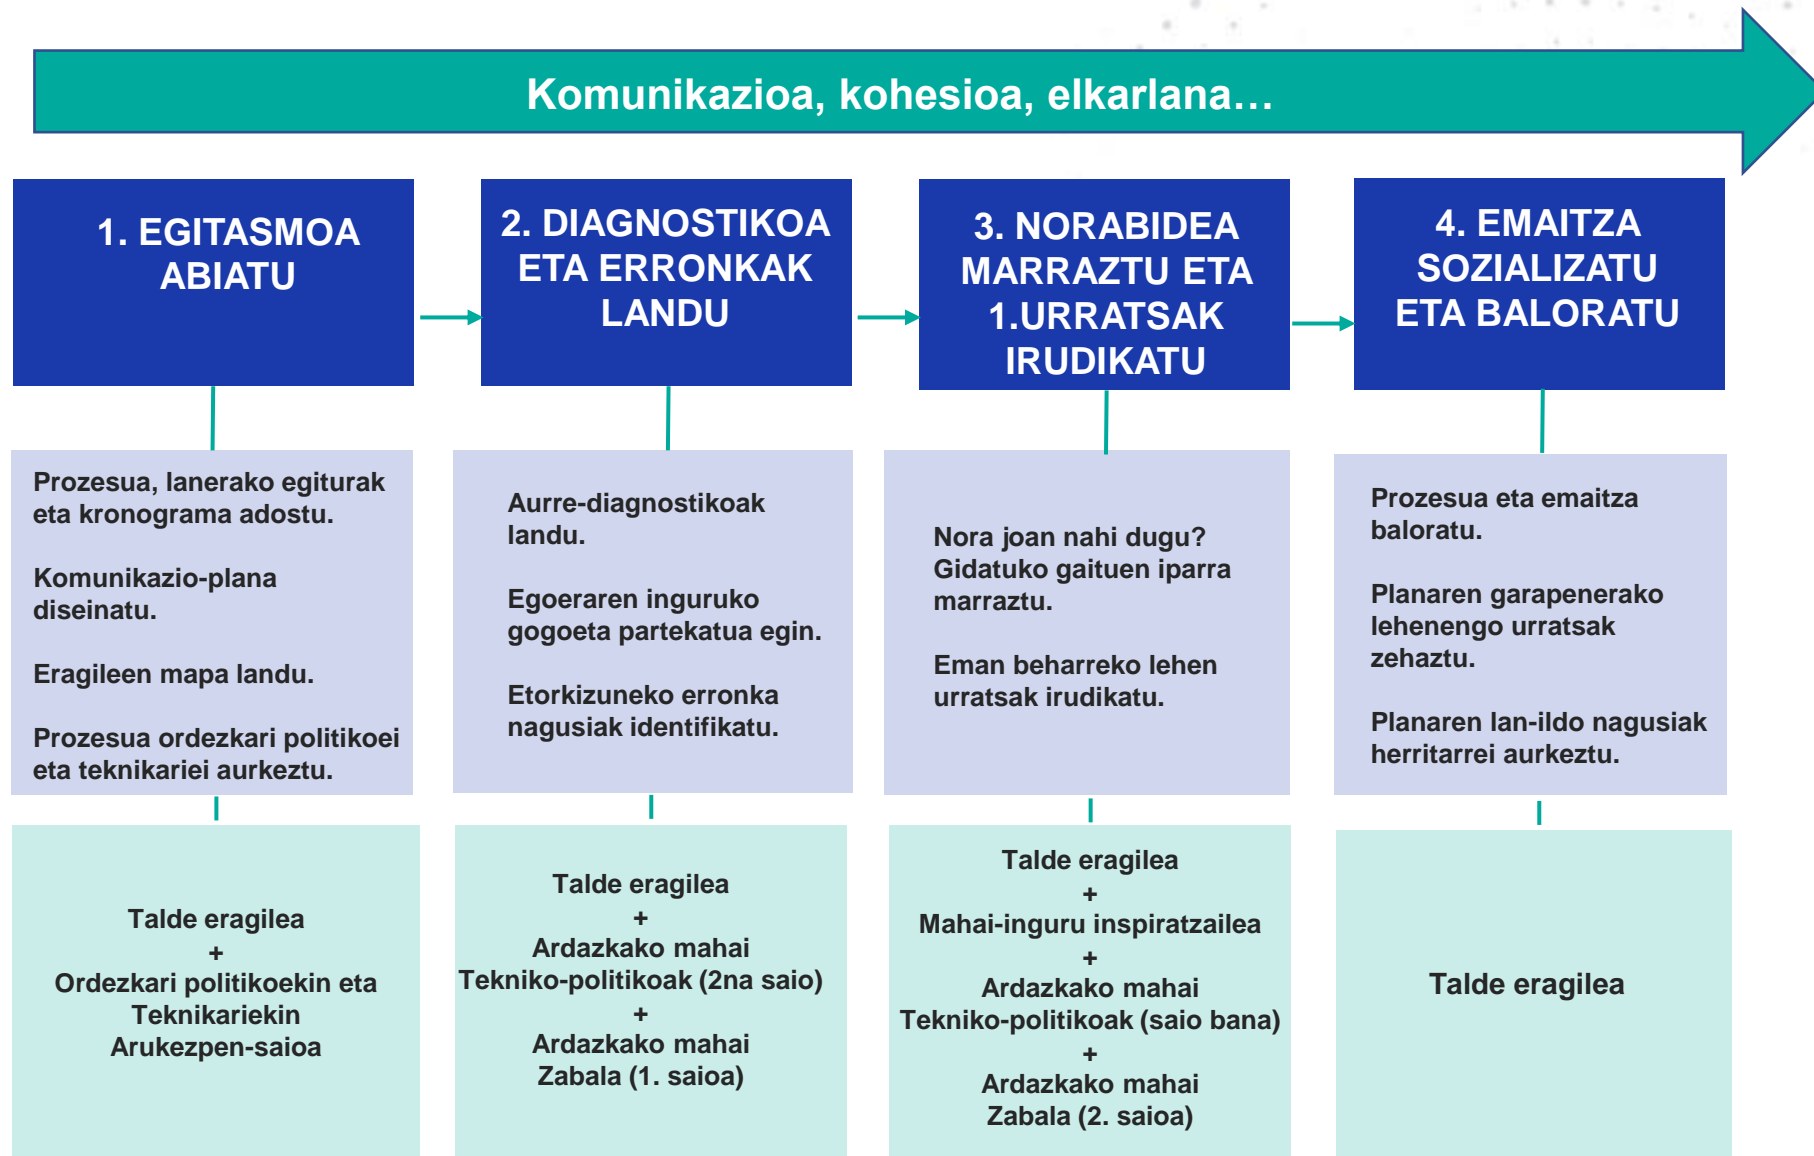 Komunikazioa, kohesioa, elkarlana…
1. EGITASMOA
ABIATU
2. DIAGNOSTIKOA
ETA ERRONKAK
LANDU
3. NORABIDEA
MARRAZTU ETA
1.URRATSAK
IRUDIKATU
4. EMAITZA
SOZIALIZATU
ETA BALORATU
Prozesua, lanerako egiturak
eta kronograma adostu.
Komunikazio-plana
diseinatu.
Eragileen mapa landu.
Prozesua ordezkari politikoei
eta teknikariei aurkeztu.
Aurre-diagnostikoak
landu.
Egoeraren inguruko
gogoeta partekatua egin.
Etorkizuneko erronka
nagusiak identifikatu.
Nora joan nahi dugu?
Gidatuko gaituen iparra
marraztu.
Eman beharreko lehen
urratsak irudikatu.
Prozesua eta emaitza
baloratu.
Planaren garapenerako
lehenengo urratsak
zehaztu.
Planaren lan-ildo nagusiak
herritarrei aurkeztu.
Talde eragilea
+
Ordezkari politikoekin eta
Teknikariekin
Arukezpen-saioa
Talde eragilea
+
Ardazkako mahai
Tekniko-politikoak (2na saio)
+
Ardazkako mahai
Zabala (1. saioa)
Talde eragilea
+
Mahai-inguru inspiratzailea
+
Ardazkako mahai
Tekniko-politikoak (saio bana)
+
Ardazkako mahai
Zabala (2. saioa)
Talde eragilea